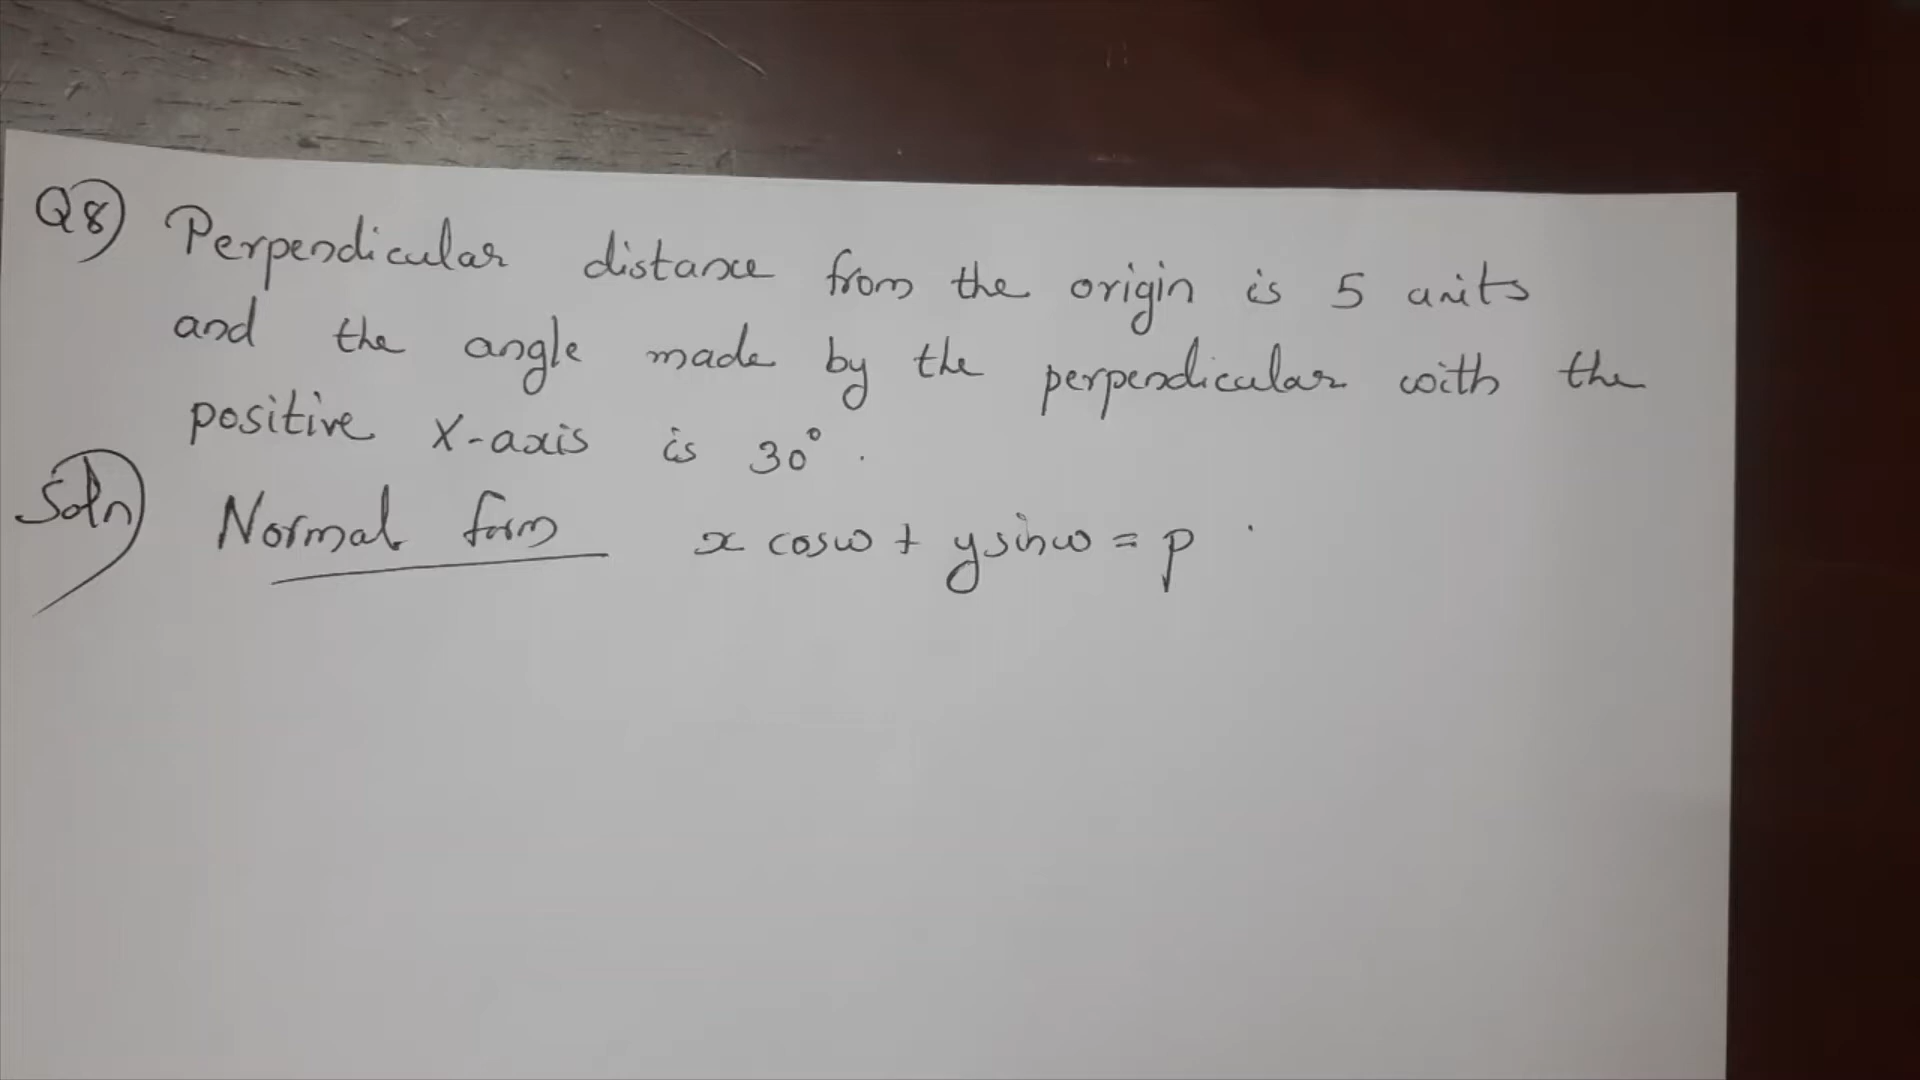 Q8) Perpendicular distance from the origin is 5 units
and the angle made by the perpendicular with the
positive X-axis is 30°.
Soln) Normal form x cosω + y sinω = p.